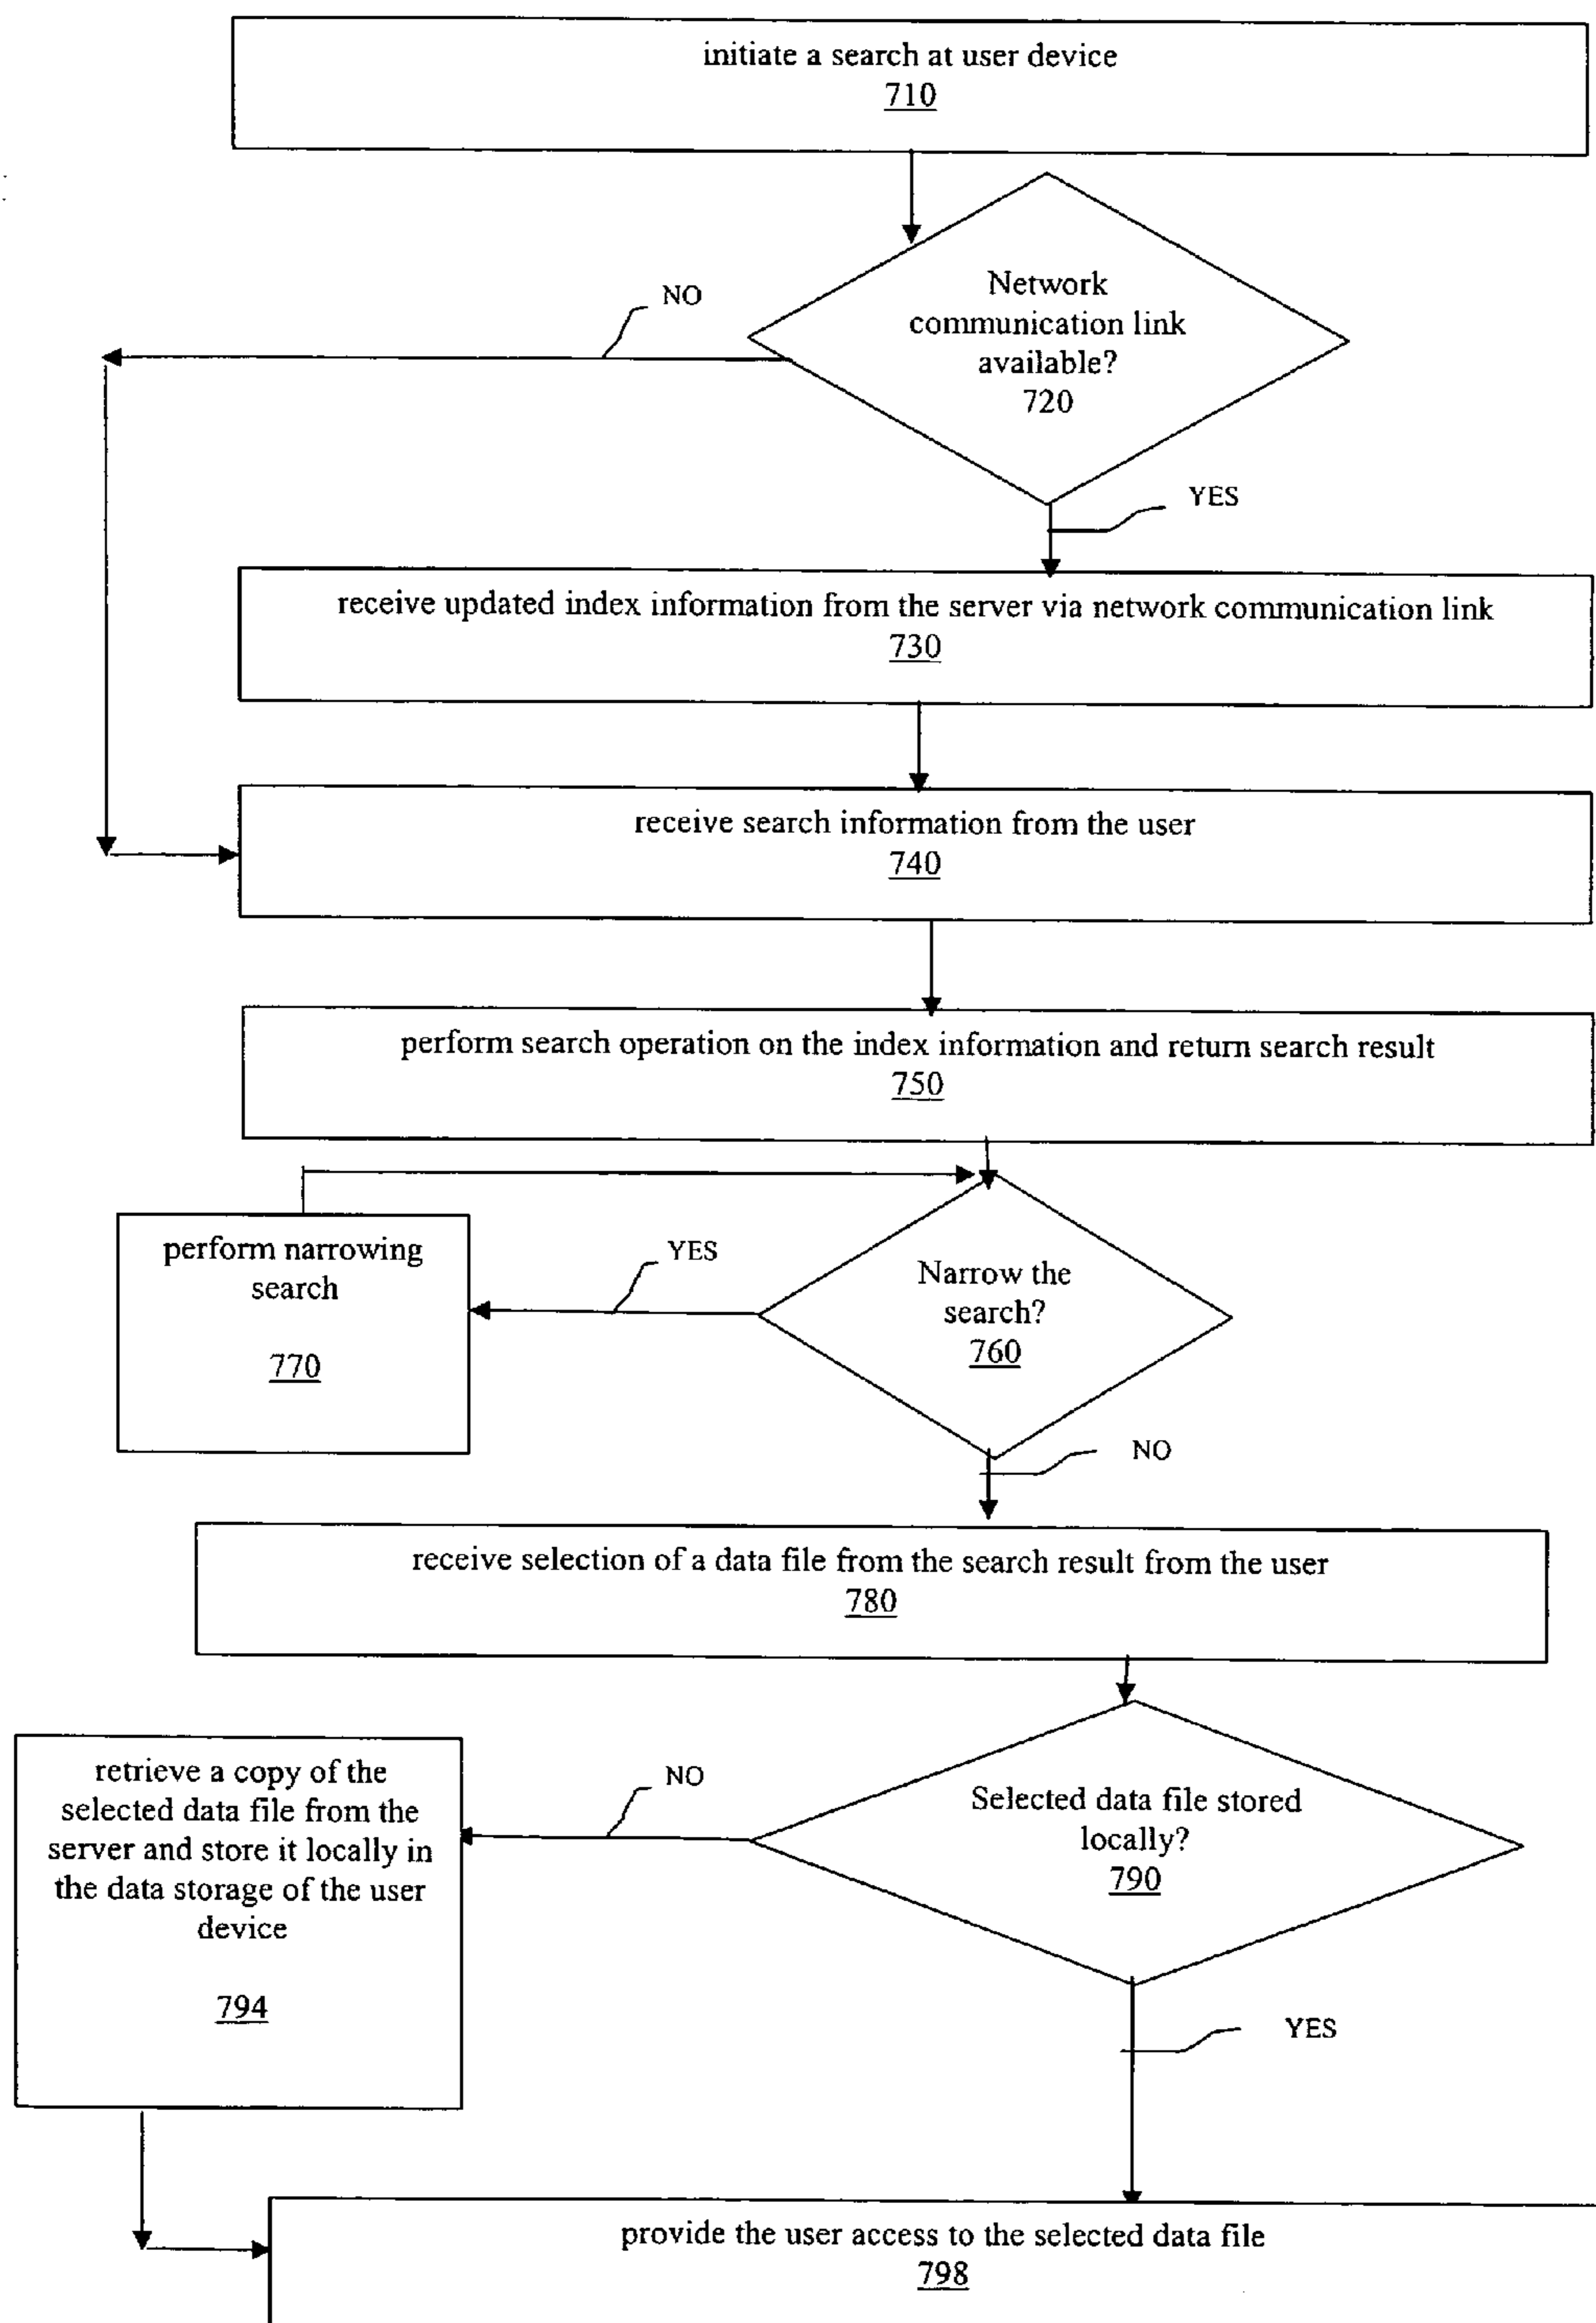 initiate a search at user device
710
Network
communication link
available?
720
NO
YES
receive updated index information from the server via network communication link
730
receive search information from the user
740
perform search operation on the index information and return search result
750
perform narrowing
search
770
YES
Narrow the
search?
760
NO
receive selection of a data file from the search result from the user
780
retrieve a copy of the
selected data file from the
server and store it locally in
the data storage of the user
device
794
NO
Selected data file stored
locally?
790
YES
provide the user access to the selected data file
798